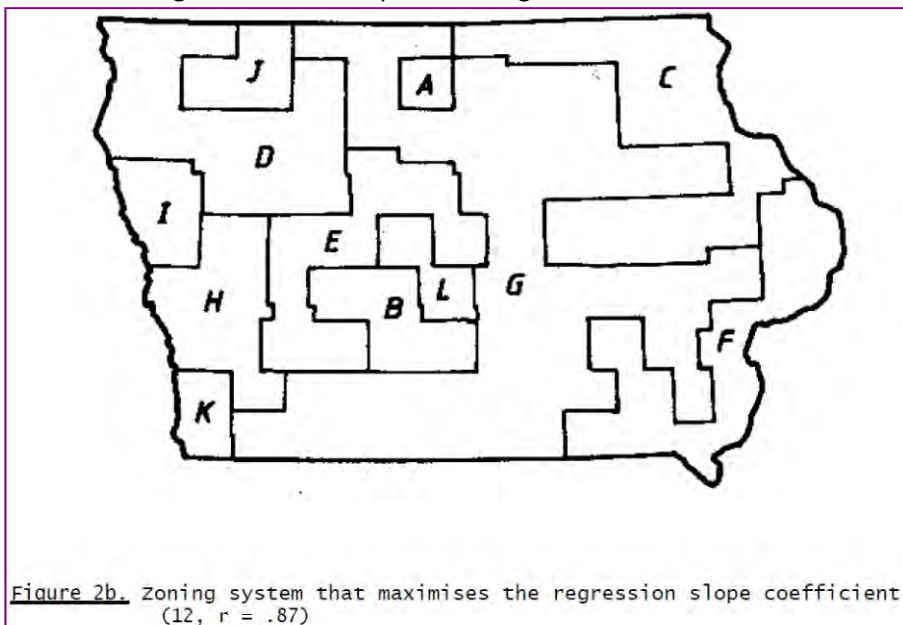 J
A
C
D
I
E
G
L
H
B
F
K
Figure 2b. Zoning system that maximises the regression slope coefficient
(12, r = .87)